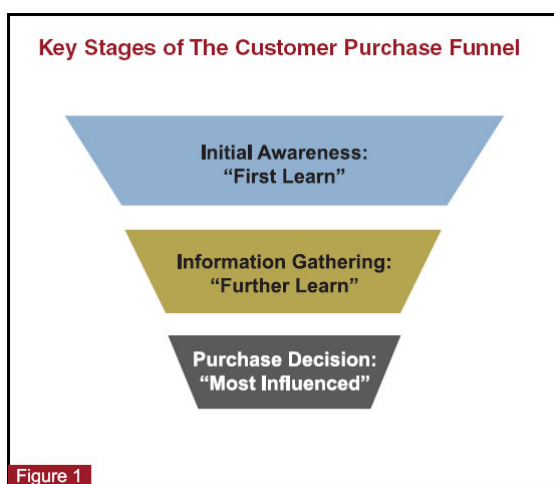 Key Stages of The Customer Purchase Funnel
Initial Awareness:
“First Learn”
Information Gathering:
“Further Learn”
Purchase Decision:
“Most Influenced”
Figure 1